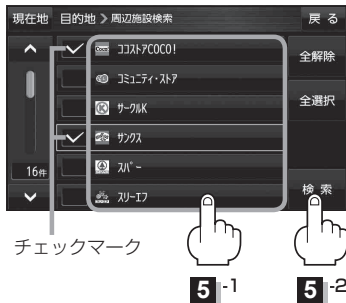 現在地 目的地 > 周辺施設検索 戻る
ココストアCOCO!
全解除
コミュニティ・ストア
サークルK
全選択
サンクス
スパー
16件
スリーエフ
検索
チェックマーク
5-1
5-2